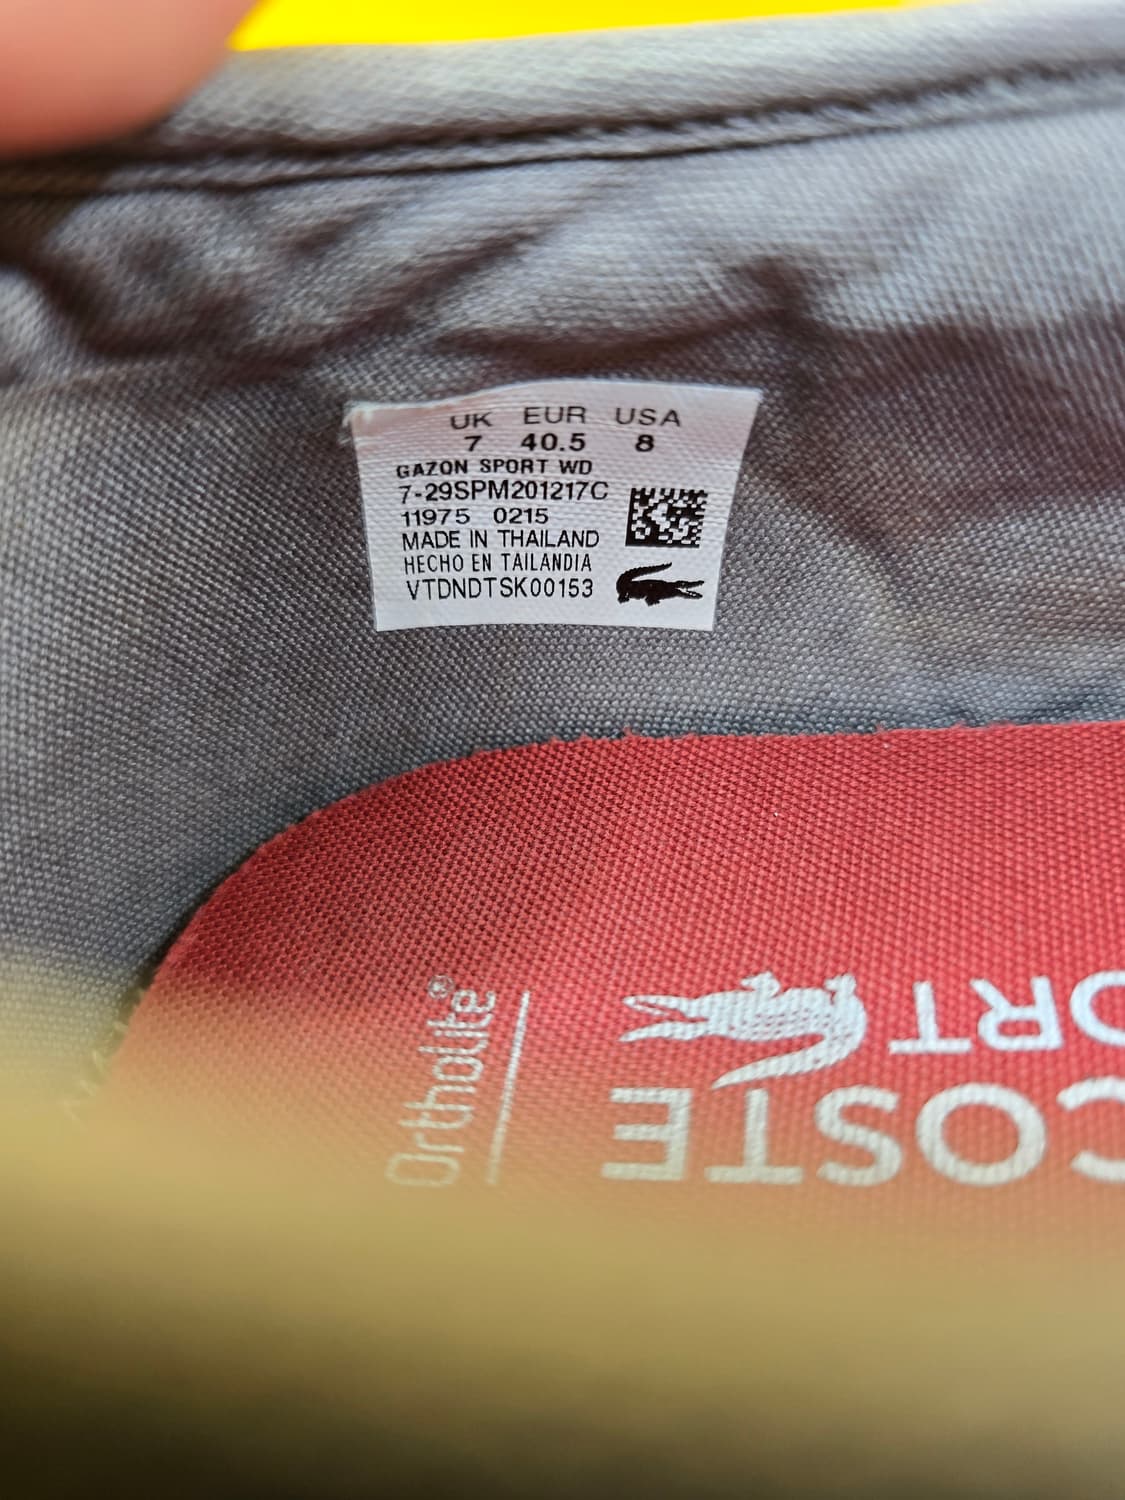 UK EUR USA
7 40.5 8
GAZON SPORT WD
7-29SPM201217C
11975 0215
MADE IN THAILAND
HECHO EN TAILANDIA
VTDNDTSK00153
Ortholite®
ORT
COSTE